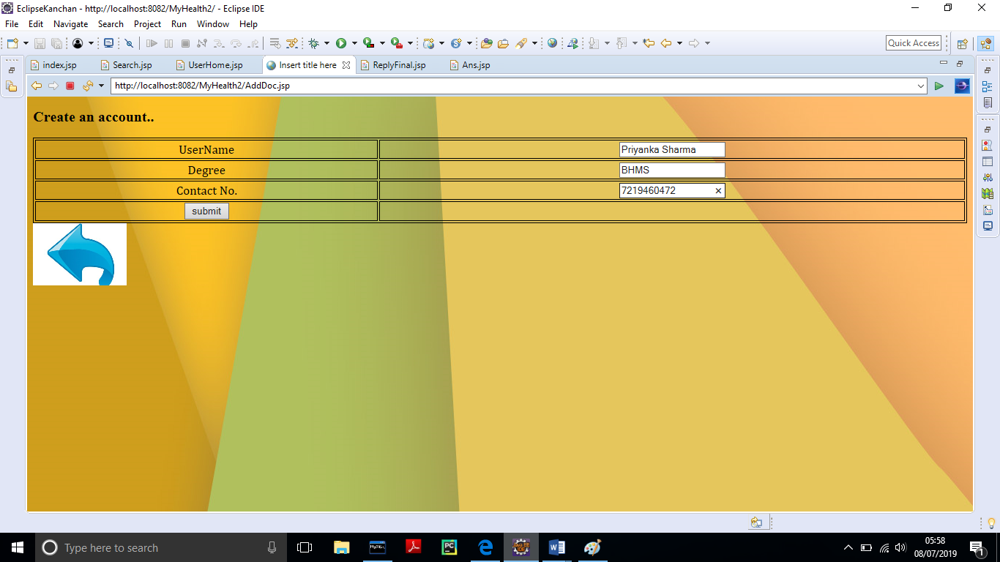 EclipseKanchan - http://localhost:8082/MyHealth2/ - Eclipse IDE
File Edit Navigate Search Project Run Window Help
Quick Access
index.jsp Search.jsp UserHome.jsp Insert title here ReplyFinal.jsp Ans.jsp
http://localhost:8082/MyHealth2/AddDoc.jsp
Create an account..
UserName Priyanka Sharma
Degree BHMS
Contact No. 7219460472
submit
Type here to search
05:58
08/07/2019